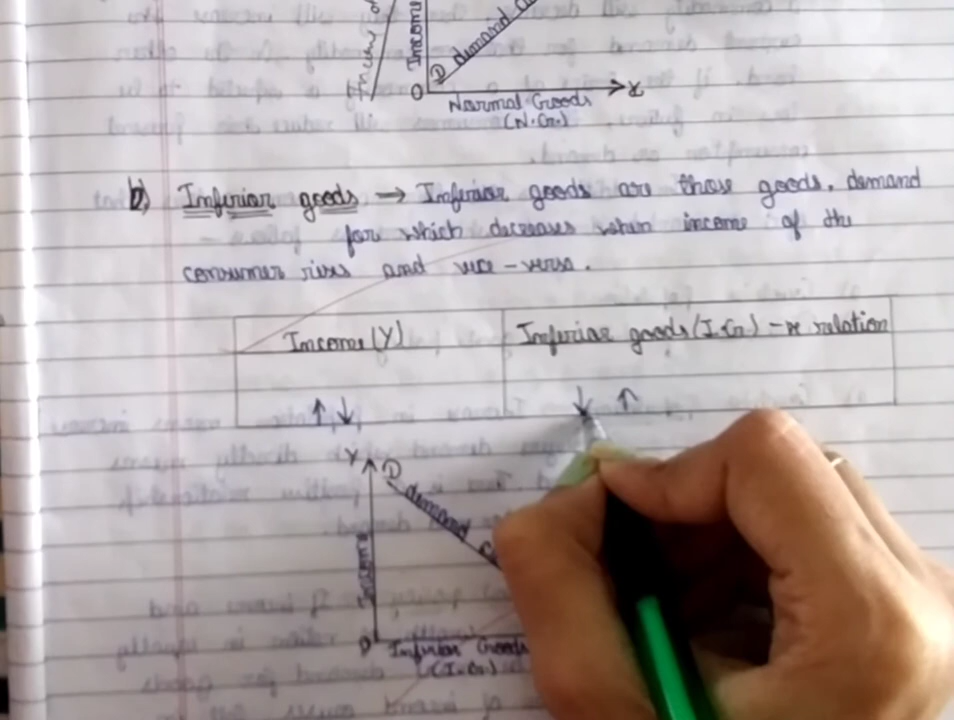 Income
D demand
O
X
Normal Goods
(N.G.)
b) Inferior goods → Inferior goods are those goods. demand
for which decreases when income of the
consumer rises and vice-versa.
Income (Y) Inferior goods (I.G.) -ve relation
↑ ↓ ↓ ↑
Y D
demand
Income
O Inferior Goods
(I.G.)